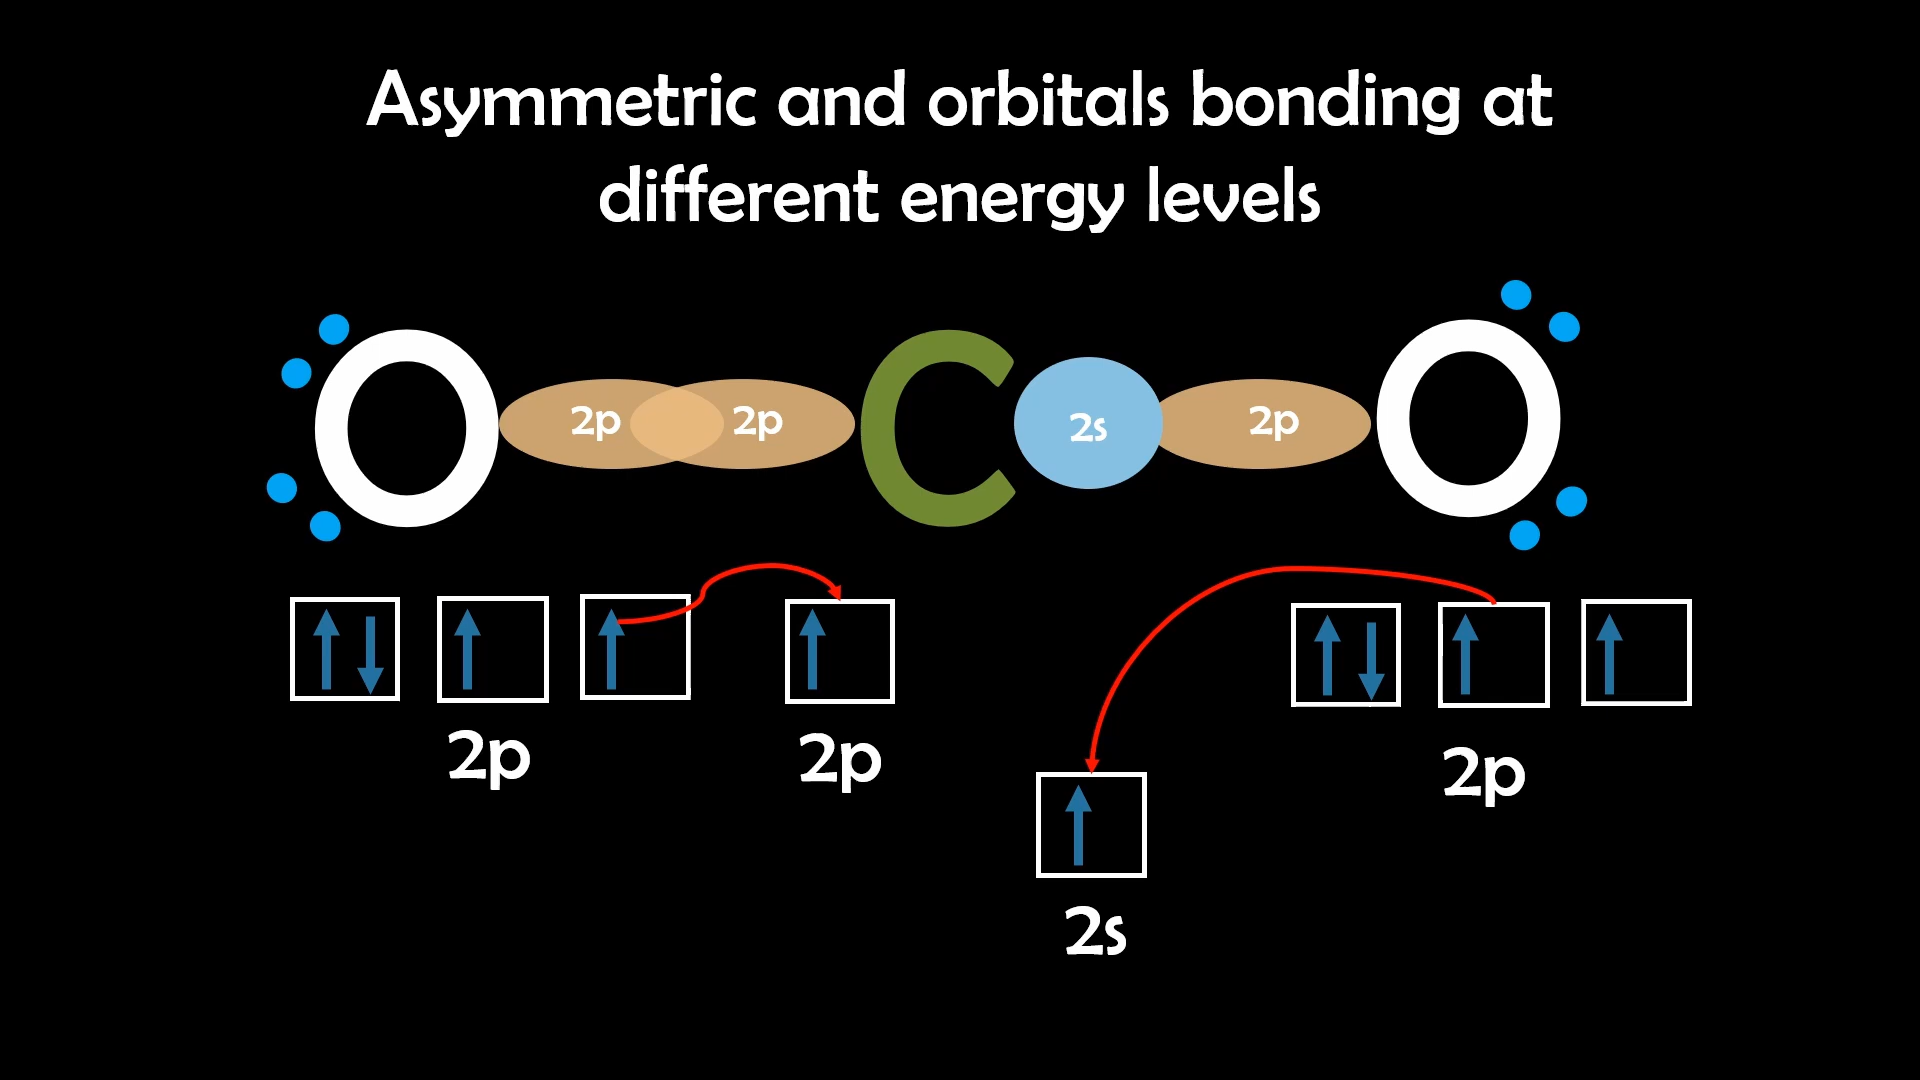 Asymmetric and orbitals bonding at
different energy levels
O 2p 2p C 2s 2p O
2p 2p 2p
2s